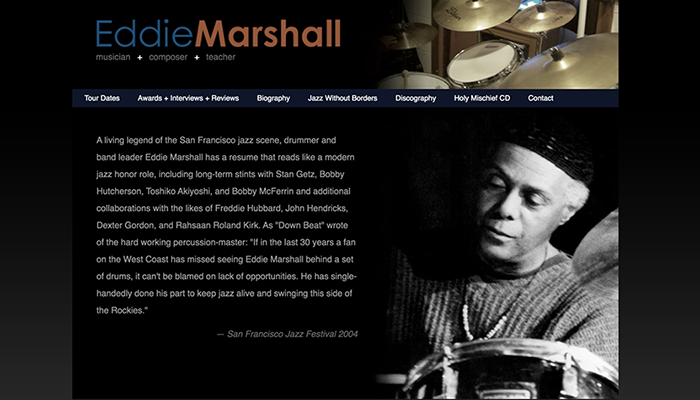 EddieMarshall
musician + composer + teacher
Tour Dates Awards + Interviews + Reviews Biography Jazz Without Borders Discography Holy Mischief CD Contact
A living legend of the San Francisco jazz scene, drummer and
band leader Eddie Marshall has a resume that reads like a modern
jazz honor role, including long-term stints with Stan Getz, Bobby
Hutcherson, Toshiko Akiyoshi, and Bobby McFerrin and additional
collaborations with the likes of Freddie Hubbard, John Hendricks,
Dexter Gordon, and Rahsaan Roland Kirk. As "Down Beat" wrote
of the hard working percussion-master: "If in the last 30 years a fan
on the West Coast has missed seeing Eddie Marshall behind a set
of drums, it can't be blamed on lack of opportunities. He has single-
handedly done his part to keep jazz alive and swinging this side of
the Rockies."
— San Francisco Jazz Festival 2004